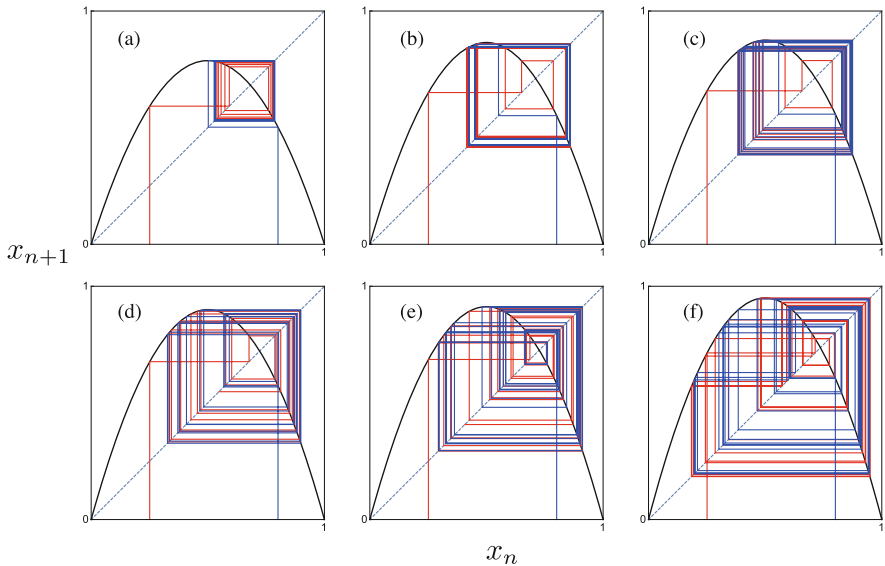 1 1 1
(a) (b) (c)
0 1 0 1 0 1
x_{n+1}
1 1 1
(d) (e) (f)
0 1 0 1 0 1
x_n